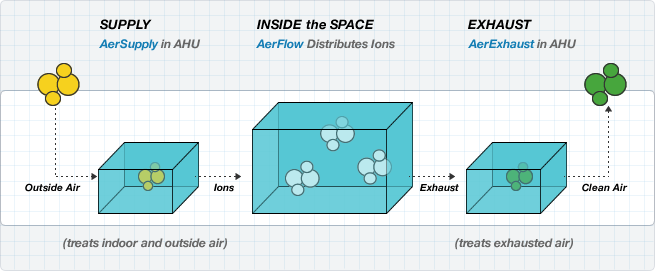 SUPPLY
AerSupply in AHU
INSIDE the SPACE
AerFlow Distributes Ions
EXHAUST
AerExhaust in AHU
Outside Air
Ions
Exhaust
Clean Air
(treats indoor and outside air)
(treats exhausted air)